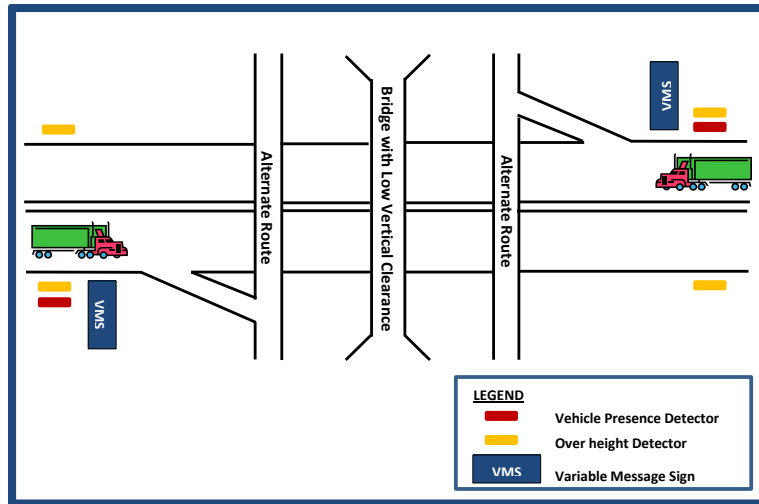 VMS
Alternate Route
Bridge with Low Vertical Clearance
Alternate Route
VMS
LEGEND
Vehicle Presence Detector
Over height Detector
VMS
Variable Message Sign